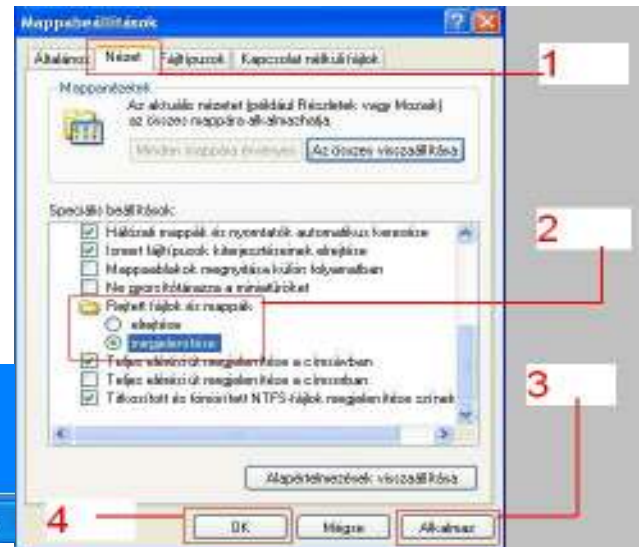 Mappabeállítások
Általános Nézet Fájltípusok Kapcsolat nélküli fájlok
1
Mappanézetek
Az aktuális nézetet (például Részletek vagy Mozaik)
az összes mappára alkalmazhatja.
Minden mappára érvényes Az összes visszaállítása
Speciális beállítások:
2
Hálózati mappák és nyomtatók automatikus keresése
Ismert fájltípusok kiterjesztéseinek elrejtése
Mappaablakok megnyitása külön folyamatban
Ne gyorsítótárazza a miniatűröket
Rejtett fájlok és mappák
elrejtése
megjelenítése
Teljes elérési út megjelenítése a címsávban
3
Teljes elérési út megjelenítése a címsorban
Titkosított és tömörített NTFS-fájlok megjelenítése színek
Alapértelmezések visszaállítása
4
OK Mégse Alkalmaz